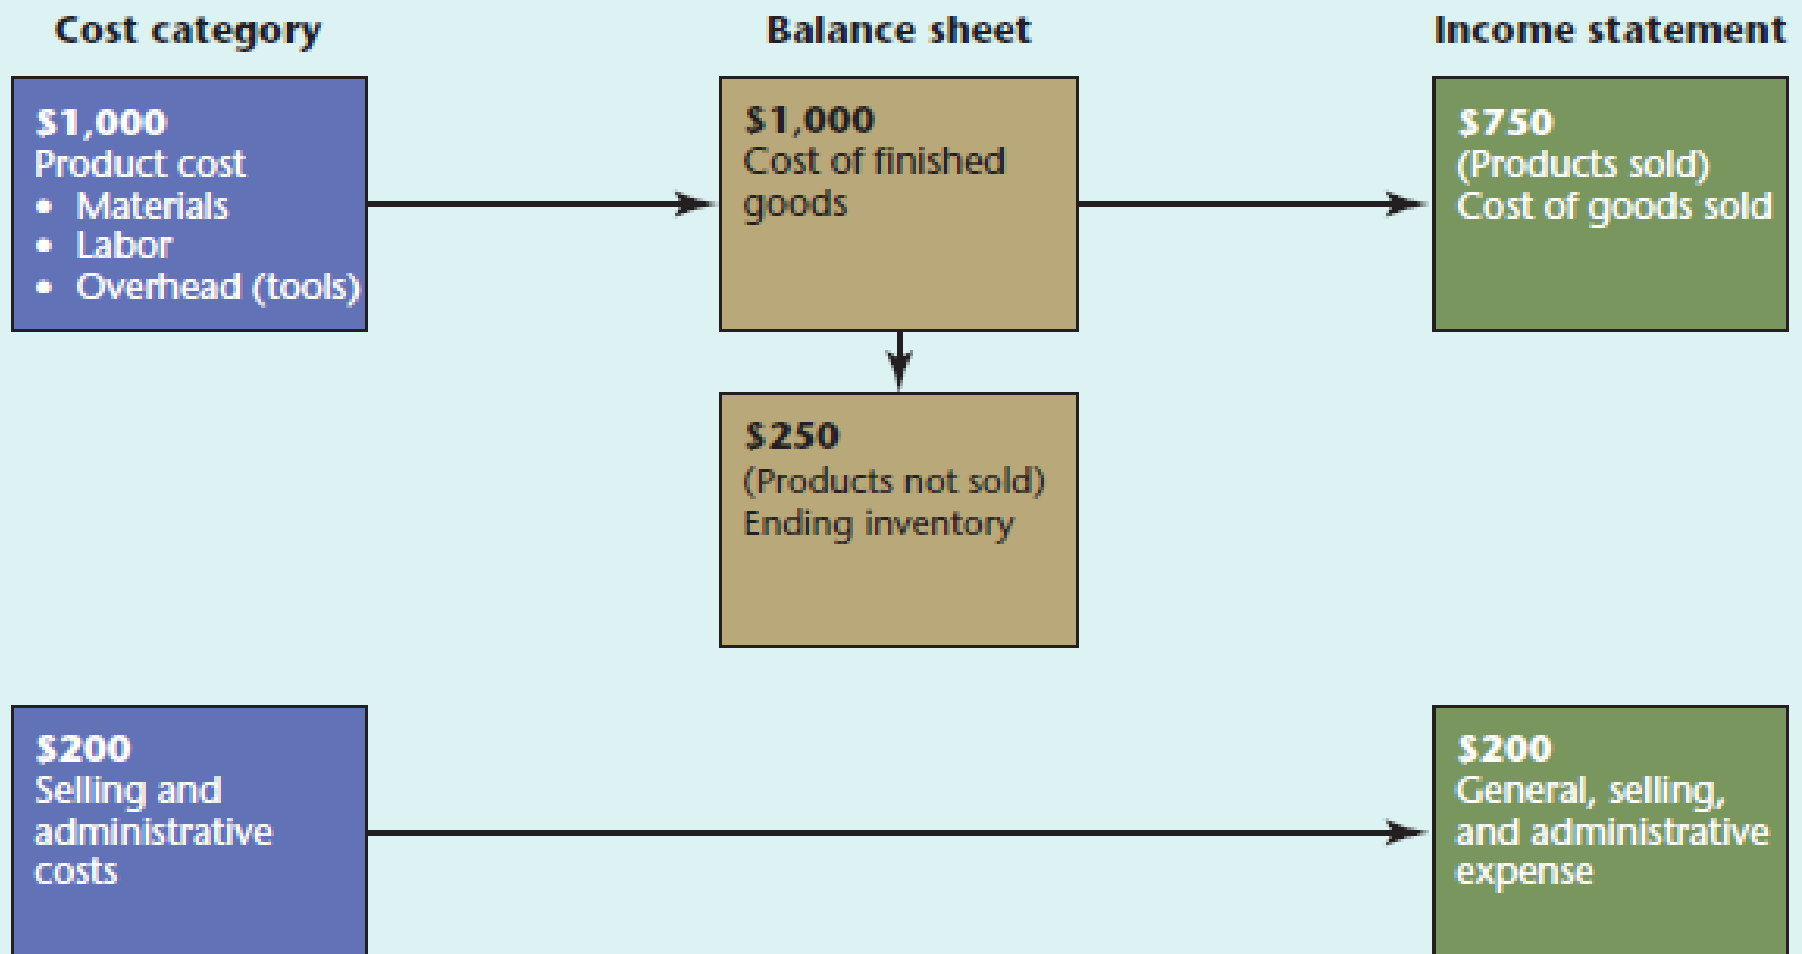 Cost category
Balance sheet
Income statement
$1,000
Product cost
• Materials
• Labor
• Overhead (tools)
$1,000
Cost of finished
goods
$750
(Products sold)
Cost of goods sold
$250
(Products not sold)
Ending inventory
$200
Selling and
administrative
costs
$200
General, selling,
and administrative
expense